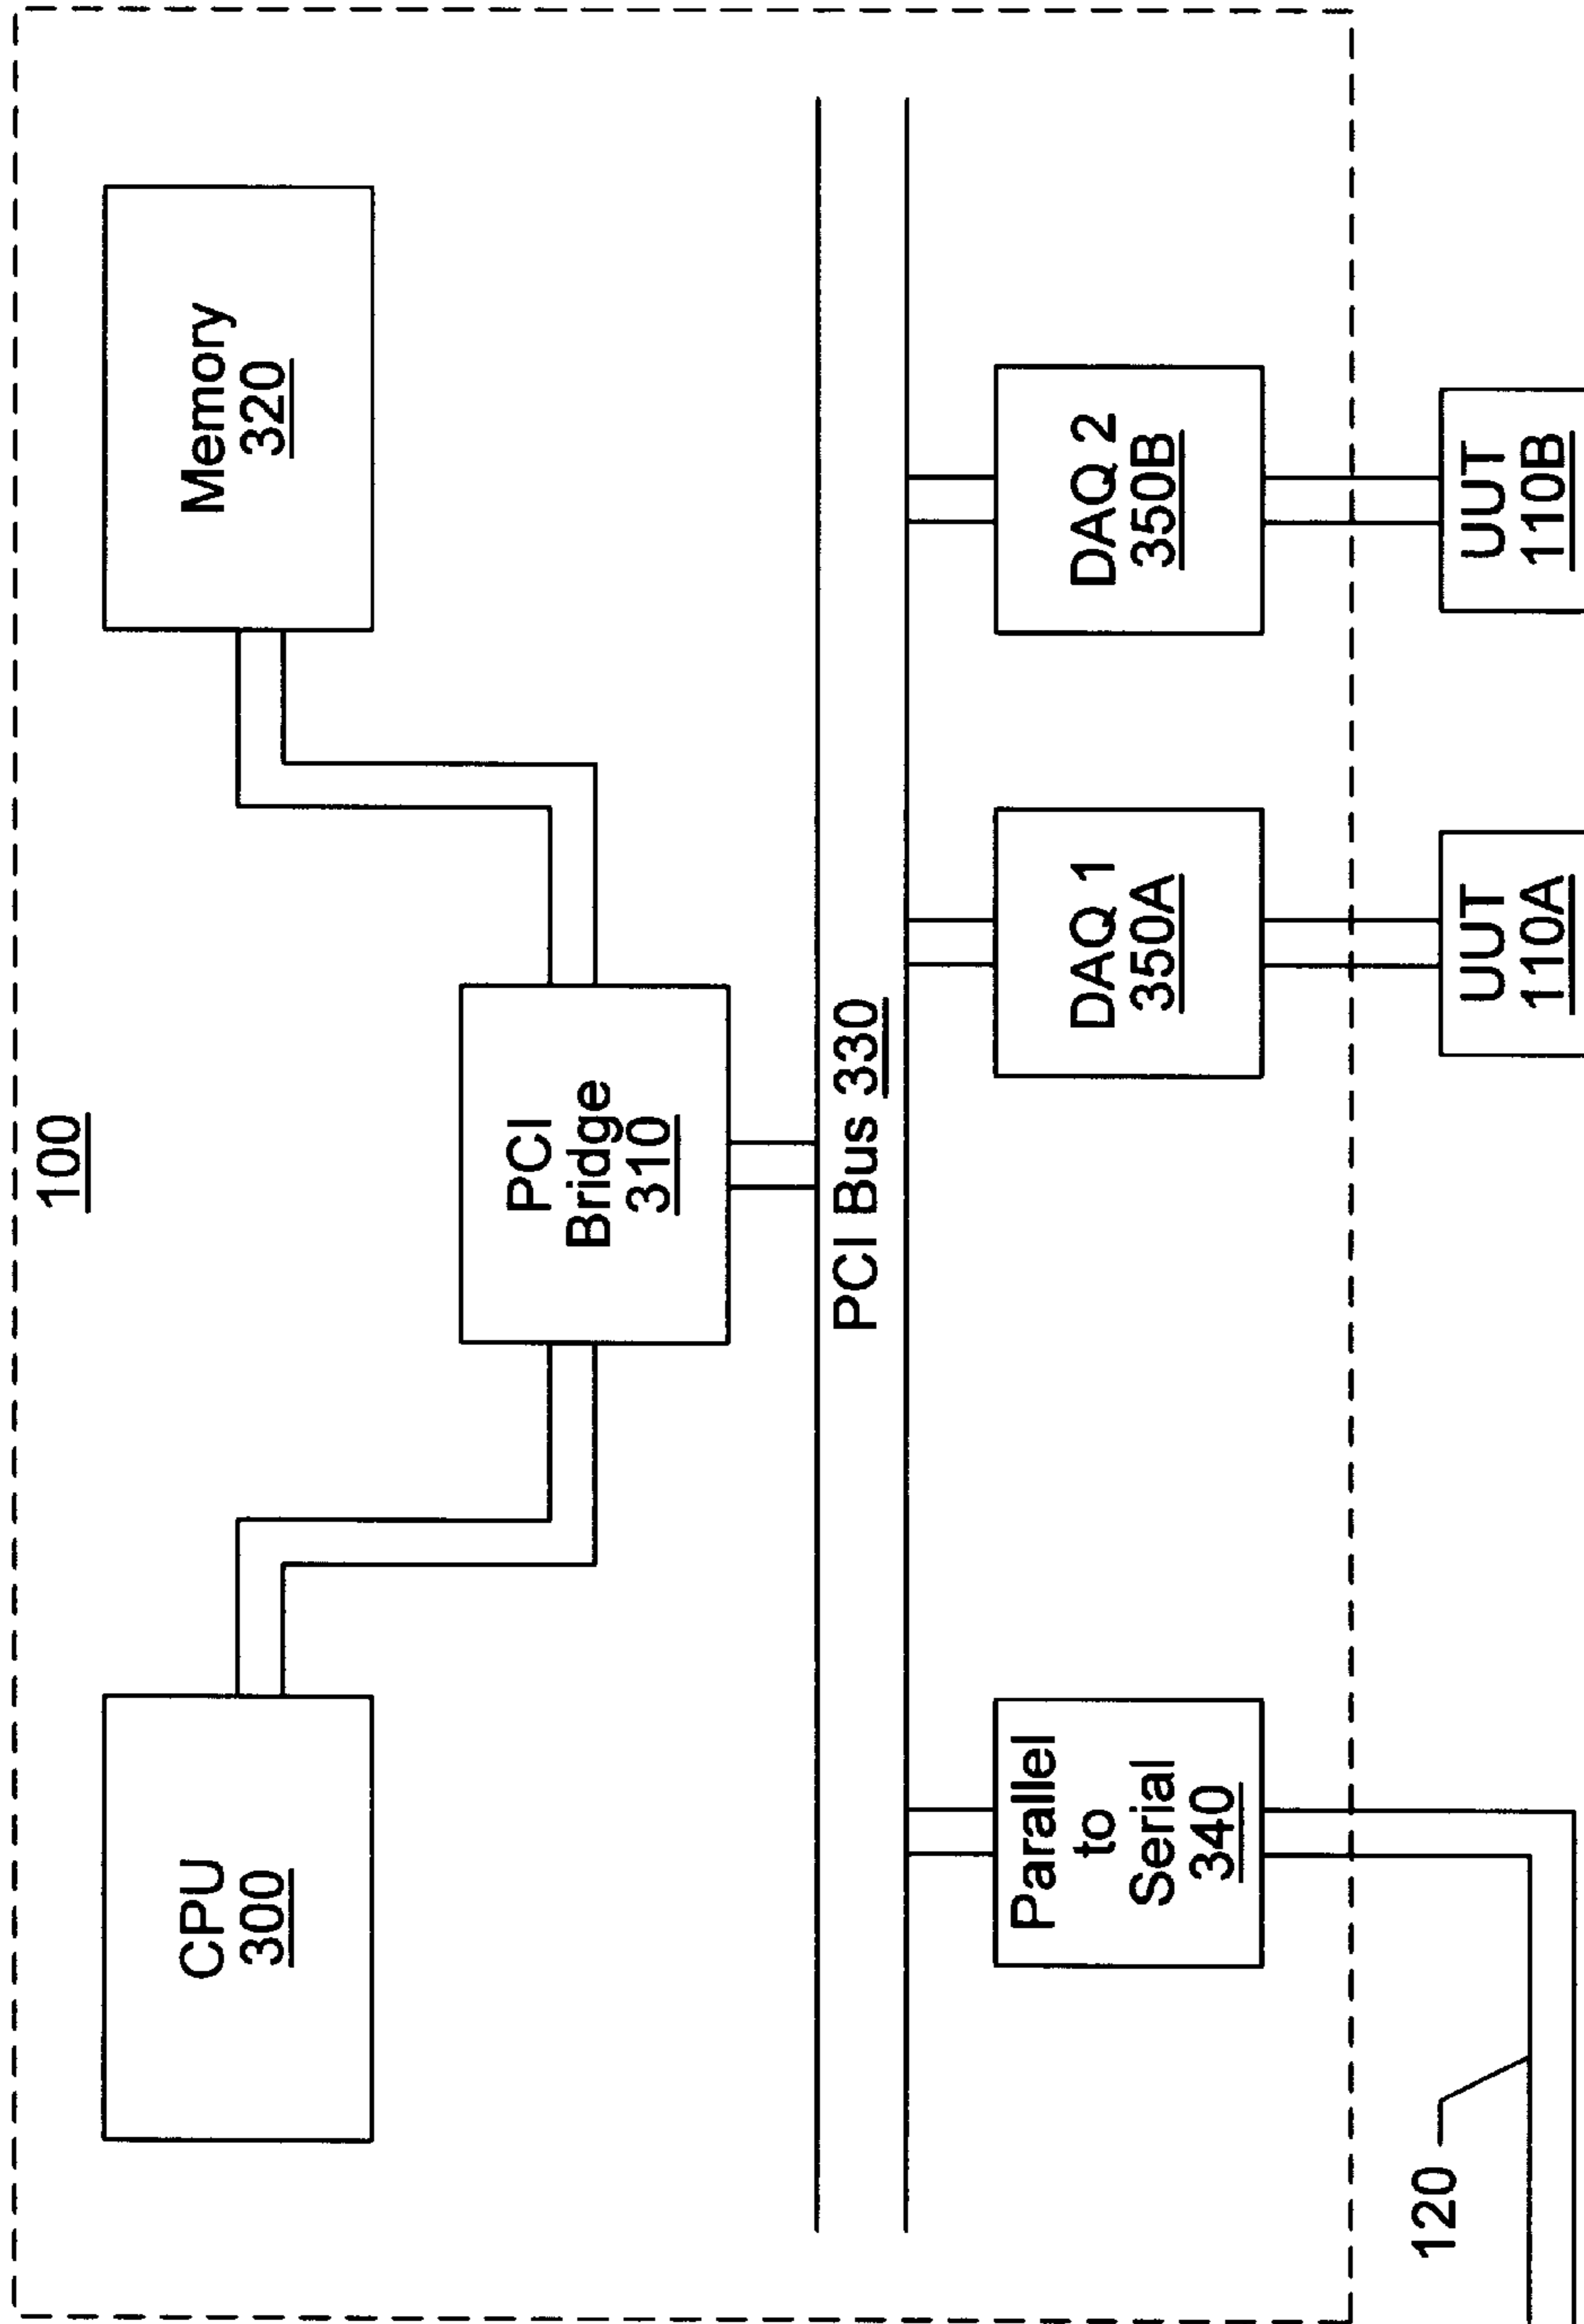 100
CPU
300
Memory
320
PCI
Bridge
310
PCI Bus 330
Parallel
to
Serial
340
DAQ 1
350A
DAQ 2
350B
120
UUT
110A
UUT
110B